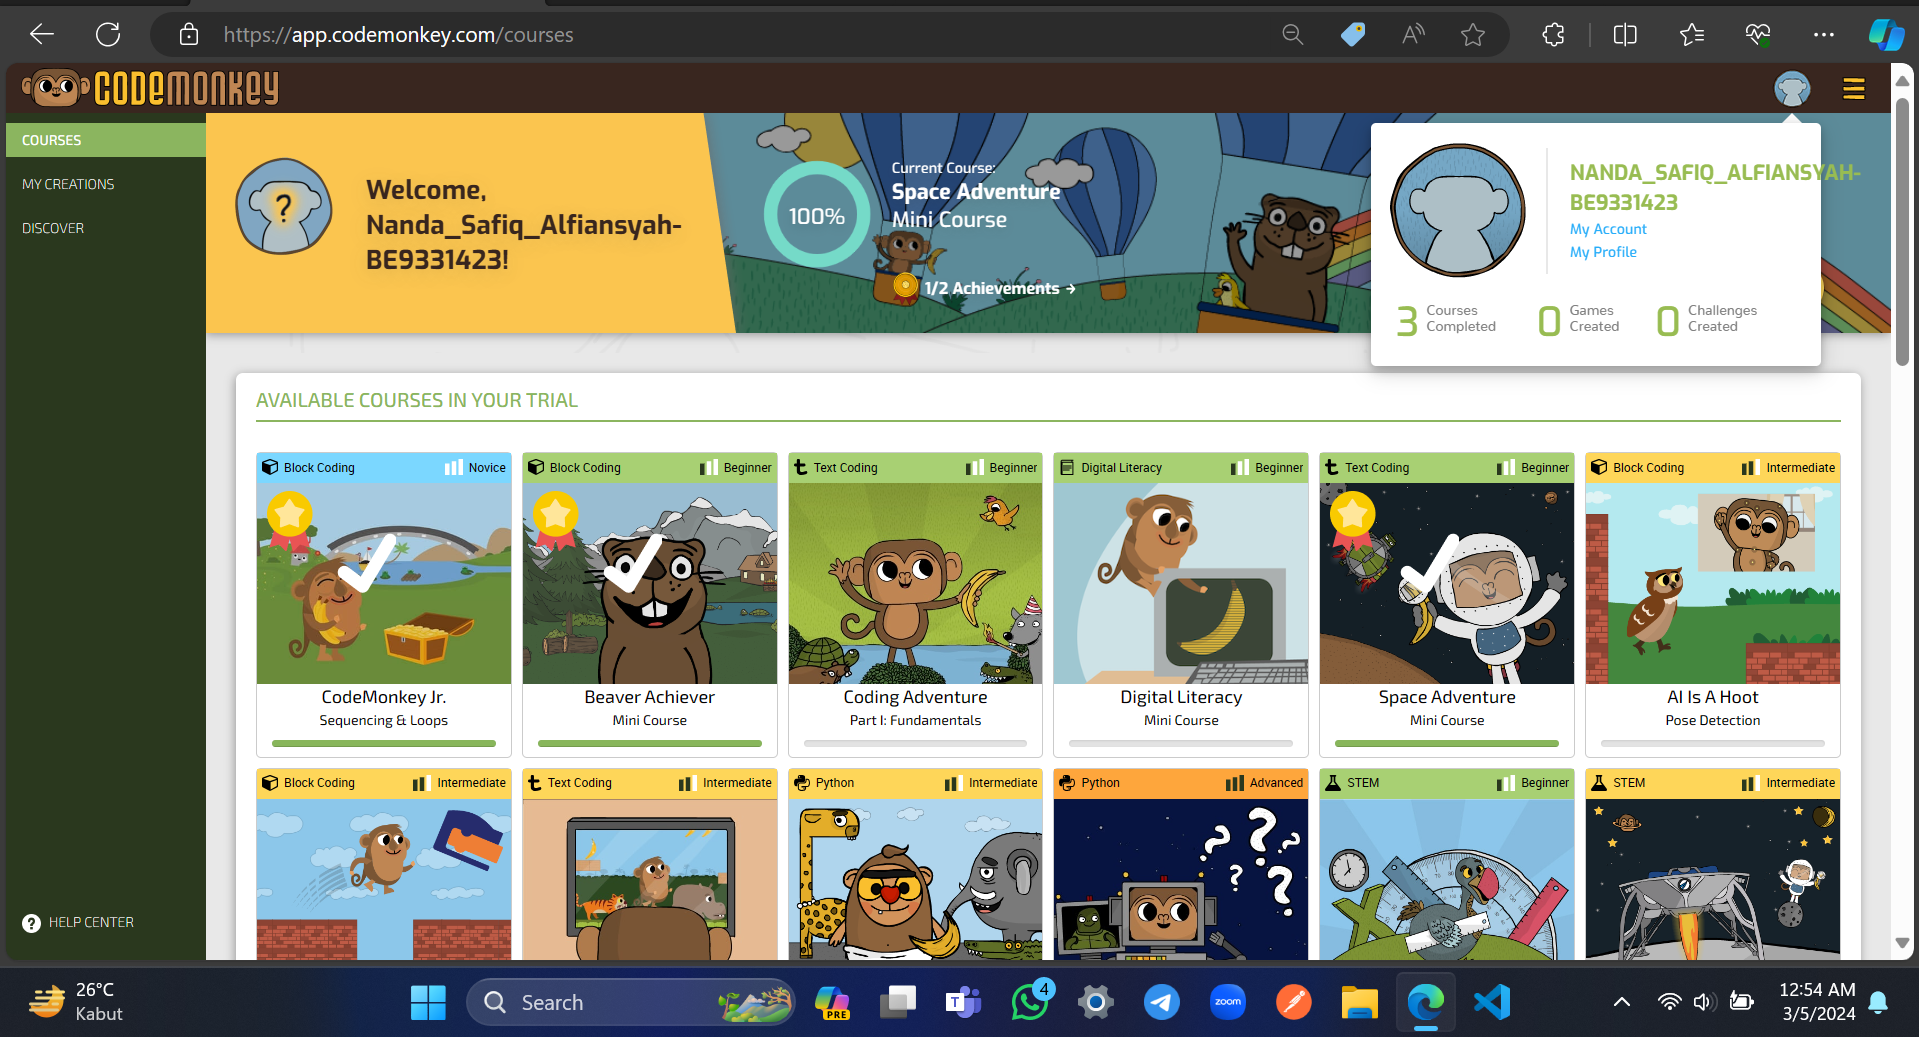 https://app.codemonkey.com/courses
CODEMONKEY
COURSES
MY CREATIONS
DISCOVER
HELP CENTER
?
Welcome,
Nanda_Safiq_Alfiansyah-
BE9331423!
100%
Current Course:
Space Adventure
Mini Course
1/2 Achievements →
NANDA_SAFIQ_ALFIANSYAH-
BE9331423
My Account
My Profile
3 Courses Completed
0 Games Created
0 Challenges Created
AVAILABLE COURSES IN YOUR TRIAL
Block Coding Novice
CodeMonkey Jr.
Sequencing & Loops
Block Coding Beginner
Beaver Achiever
Mini Course
Text Coding Beginner
Coding Adventure
Part I: Fundamentals
Digital Literacy Beginner
Digital Literacy
Mini Course
Text Coding Beginner
Space Adventure
Mini Course
Block Coding Intermediate
AI Is A Hoot
Pose Detection
Block Coding Intermediate
Text Coding Intermediate
Python Intermediate
Python Advanced
? ? ? ?
STEM Beginner
STEM Intermediate
26°C
Kabut
Search
PRE
T
4
zoom
12:54 AM
3/5/2024